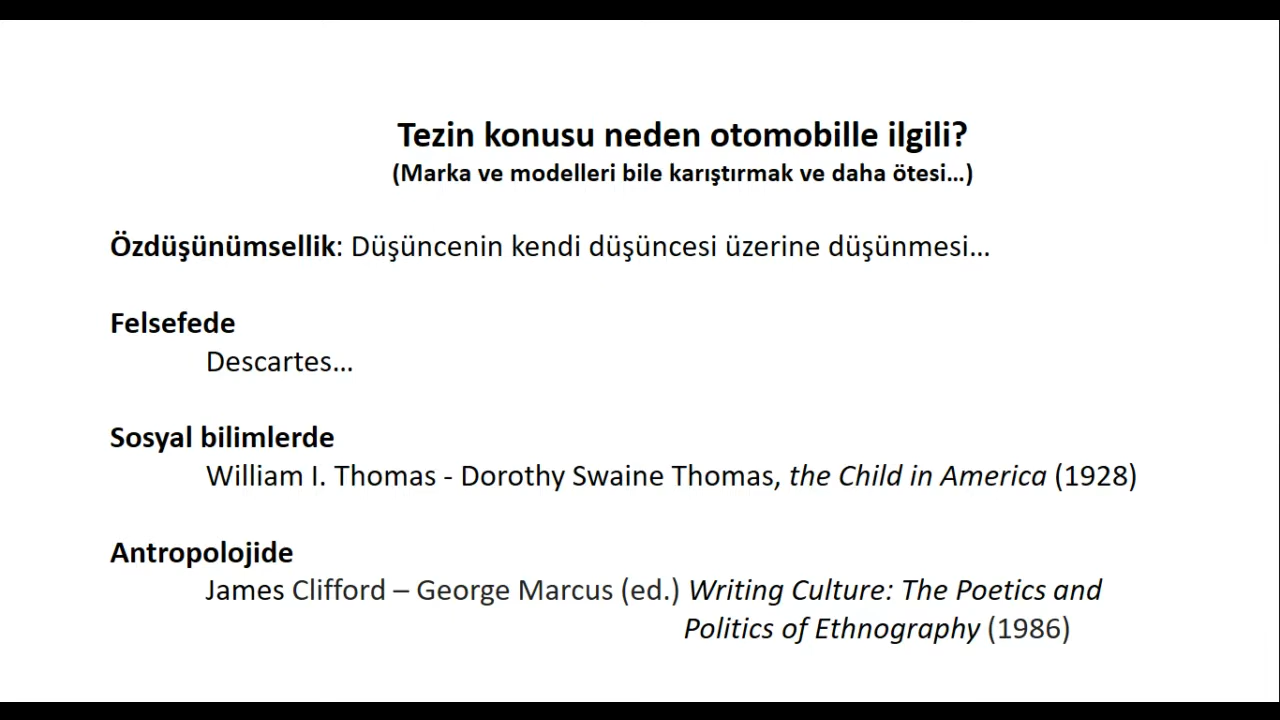 Tezin konusu neden otomobille ilgili?
(Marka ve modelleri bile karıştırmak ve daha ötesi…)
Özdüşünümsellik: Düşüncenin kendi düşüncesi üzerine düşünmesi…
Felsefede
Descartes…
Sosyal bilimlerde
William I. Thomas - Dorothy Swaine Thomas, the Child in America (1928)
Antropolojide
James Clifford – George Marcus (ed.) Writing Culture: The Poetics and
Politics of Ethnography (1986)